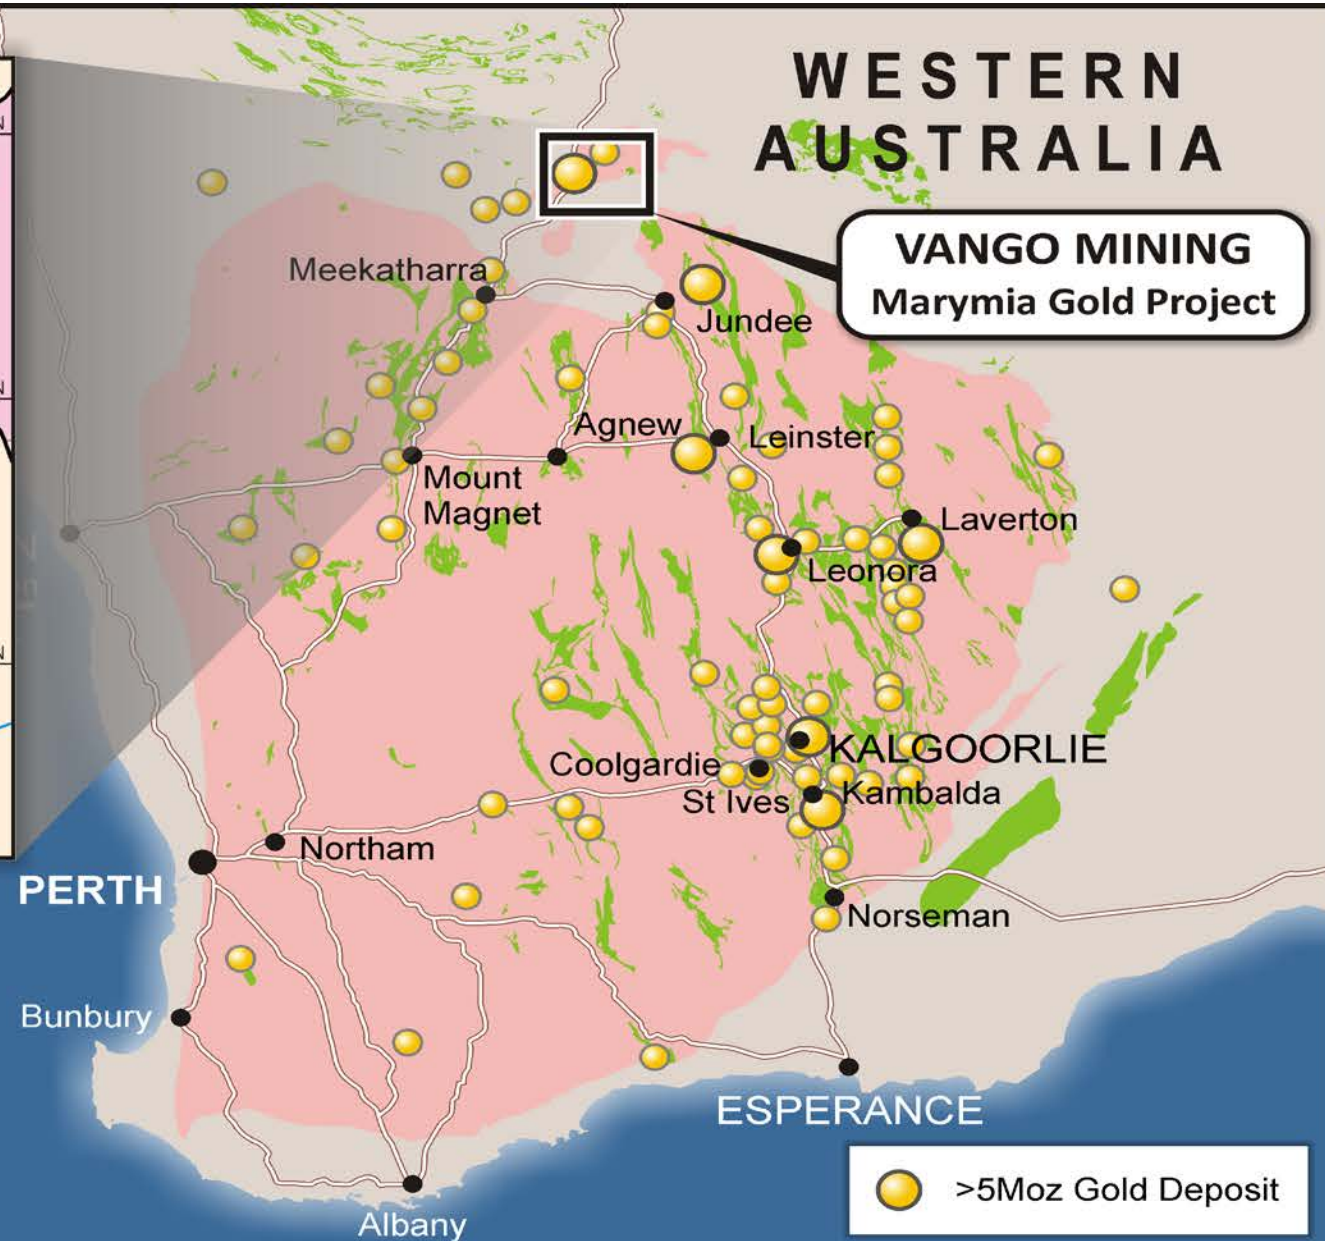 WESTERN
AUSTRALIA
VANGO MINING
Marymia Gold Project
Meekatharra
Jundee
Agnew
Leinster
Mount
Magnet
Laverton
Leonora
KALGOORLIE
Coolgardie
St Ives
Kambalda
Northam
PERTH
Norseman
Bunbury
ESPERANCE
Albany
>5Moz Gold Deposit
N
N
N